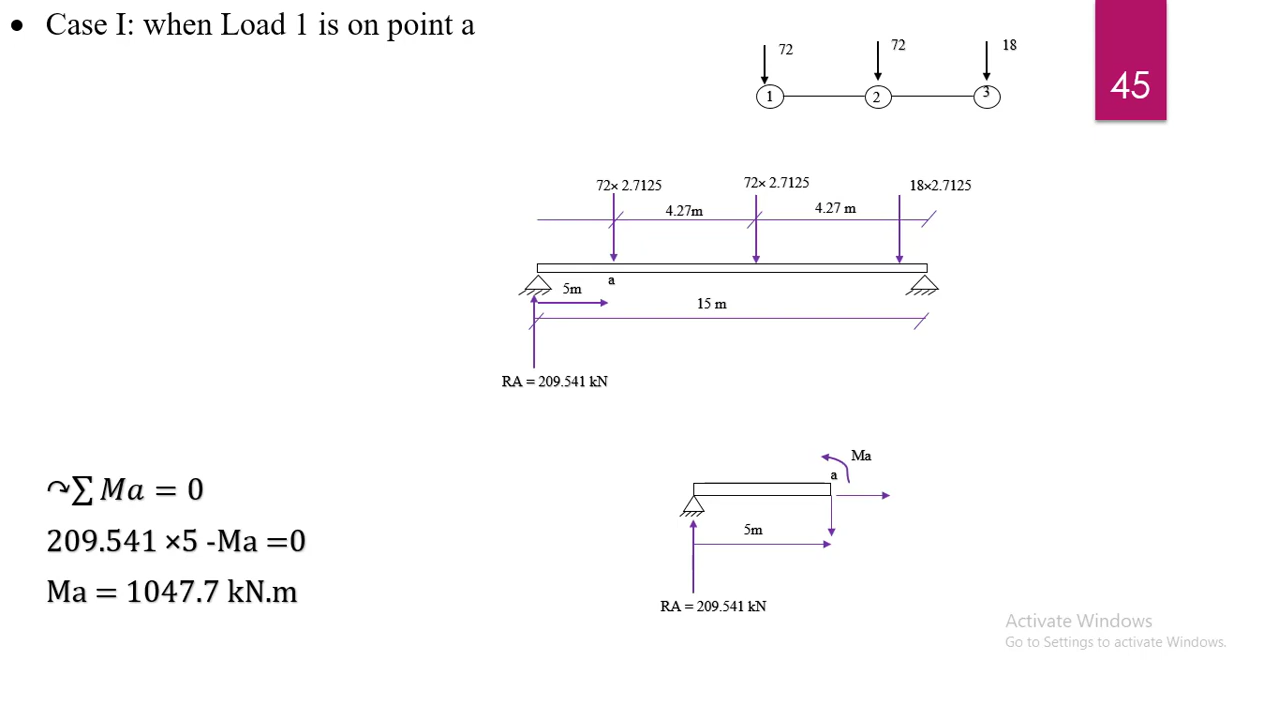 • Case I: when Load 1 is on point a
72
72
18
45
1
2
3
72× 2.7125
72× 2.7125
18×2.7125
4.27m
4.27 m
a
5m
15 m
RA = 209.541 kN
Ma
a
5m
RA = 209.541 kN
↷∑ Ma = 0
209.541 ×5 -Ma =0
Ma = 1047.7 kN.m
Activate Windows
Go to Settings to activate Windows.